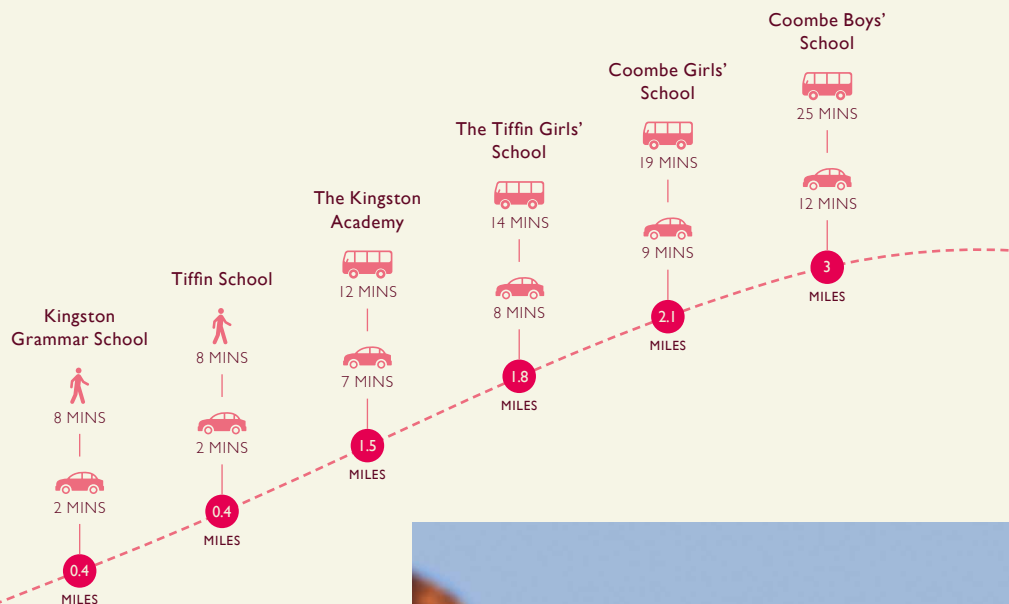 Kingston
Grammar School
8 MINS
2 MINS
0.4
MILES
Tiffin School
8 MINS
2 MINS
0.4
MILES
The Kingston
Academy
12 MINS
7 MINS
1.5
MILES
The Tiffin Girls’
School
14 MINS
8 MINS
1.8
MILES
Coombe Girls’
School
19 MINS
9 MINS
2.1
MILES
Coombe Boys’
School
25 MINS
12 MINS
3
MILES